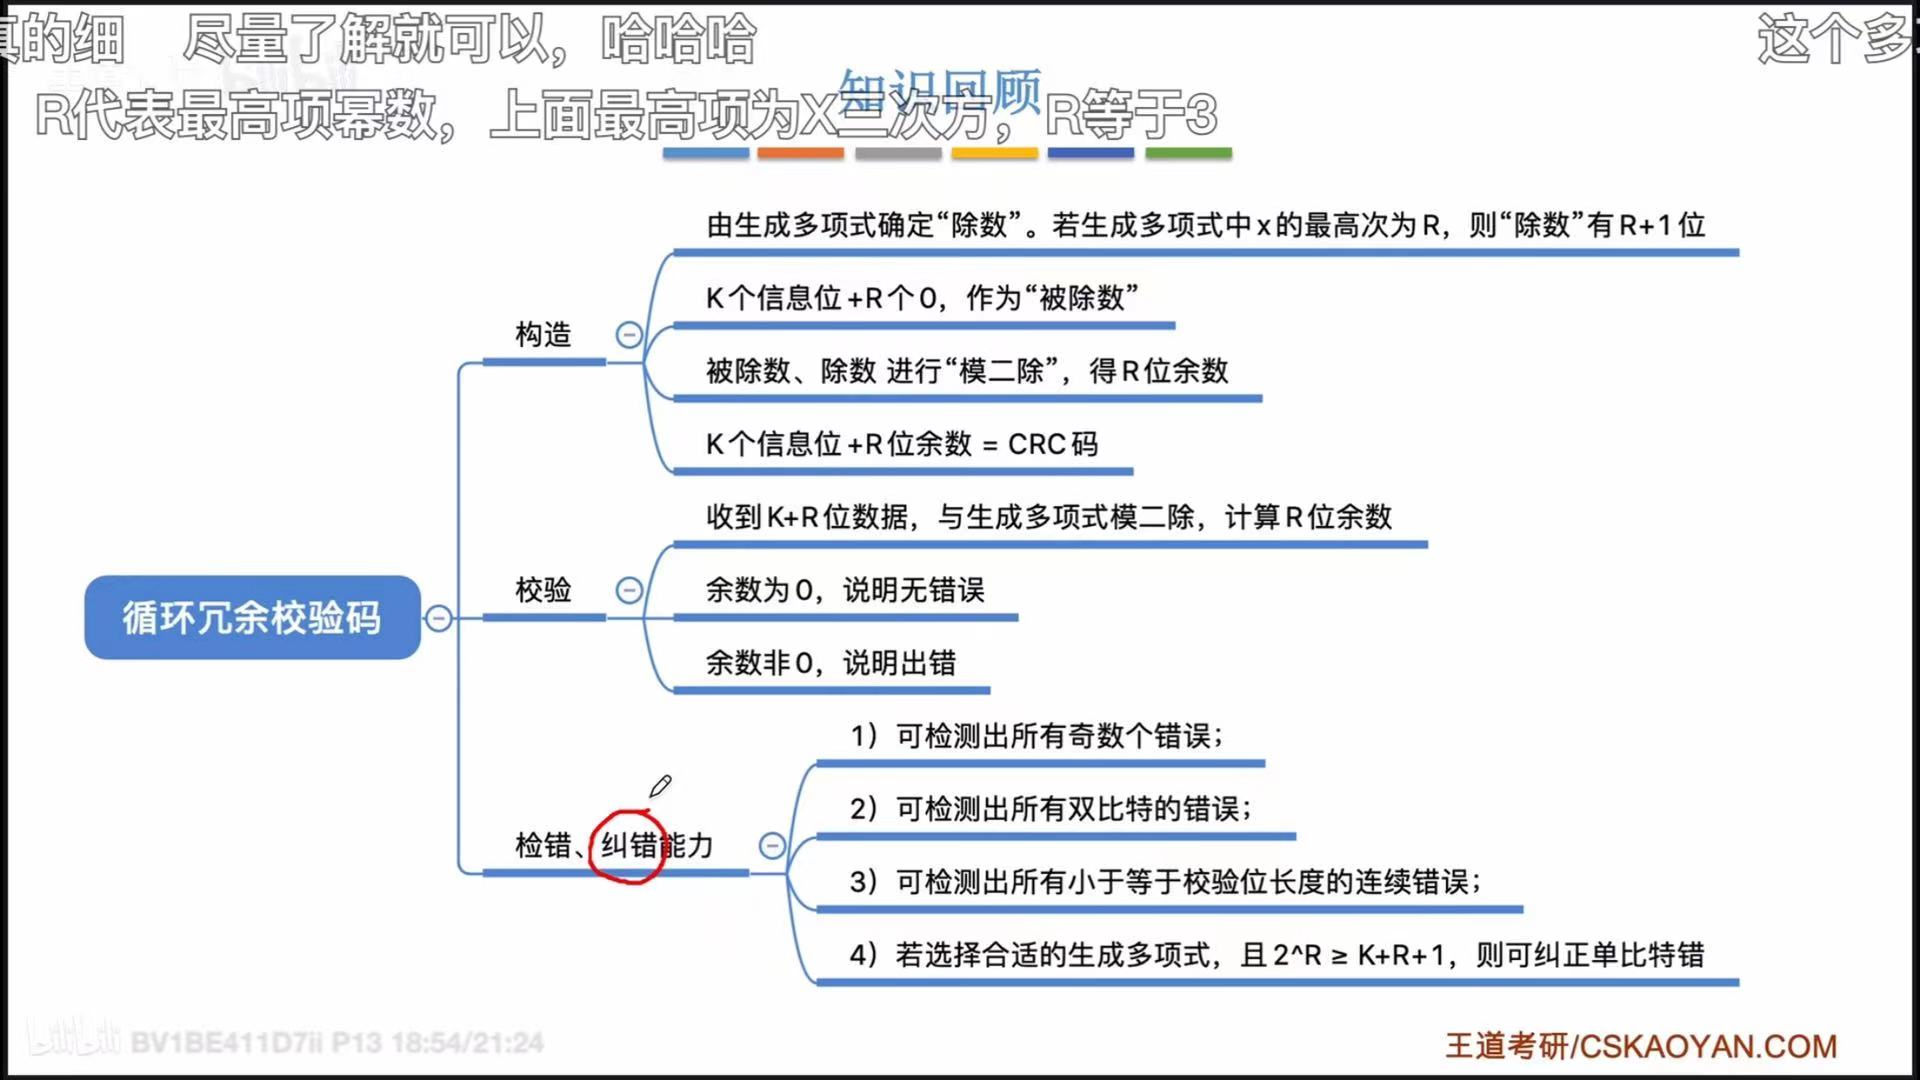 真的细 尽量了解就可以，哈哈哈
这个多
知识回顾
R代表最高项幂数，上面最高项为X三次方，R等于3
由生成多项式确定“除数”。若生成多项式中x的最高次为R，则“除数”有R+1位
K个信息位+R个0，作为“被除数”
构造
被除数、除数 进行“模二除”，得R位余数
K个信息位+R位余数 = CRC码
收到K+R位数据，与生成多项式模二除，计算R位余数
校验
余数为0，说明无错误
循环冗余校验码
余数非0，说明出错
1）可检测出所有奇数个错误；
2）可检测出所有双比特的错误；
检错、纠错能力
3）可检测出所有小于等于校验位长度的连续错误；
4）若选择合适的生成多项式，且2^R ≥ K+R+1，则可纠正单比特错
bilibili BV1BE411D7ii P13 18:54/21:24
王道考研/CSKAOYAN.COM